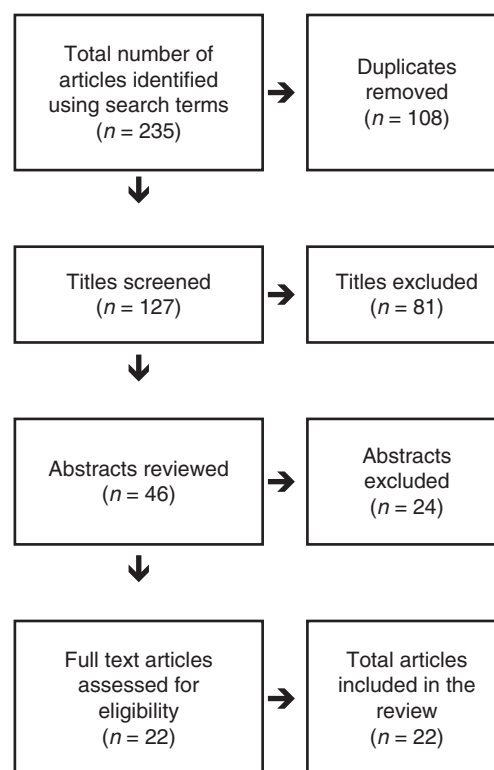 Total number of
articles identified
using search terms
(n = 235)
Duplicates
removed
(n = 108)
Titles screened
(n = 127)
Titles excluded
(n = 81)
Abstracts reviewed
(n = 46)
Abstracts
excluded
(n = 24)
Full text articles
assessed for
eligibility
(n = 22)
Total articles
included in the
review
(n = 22)